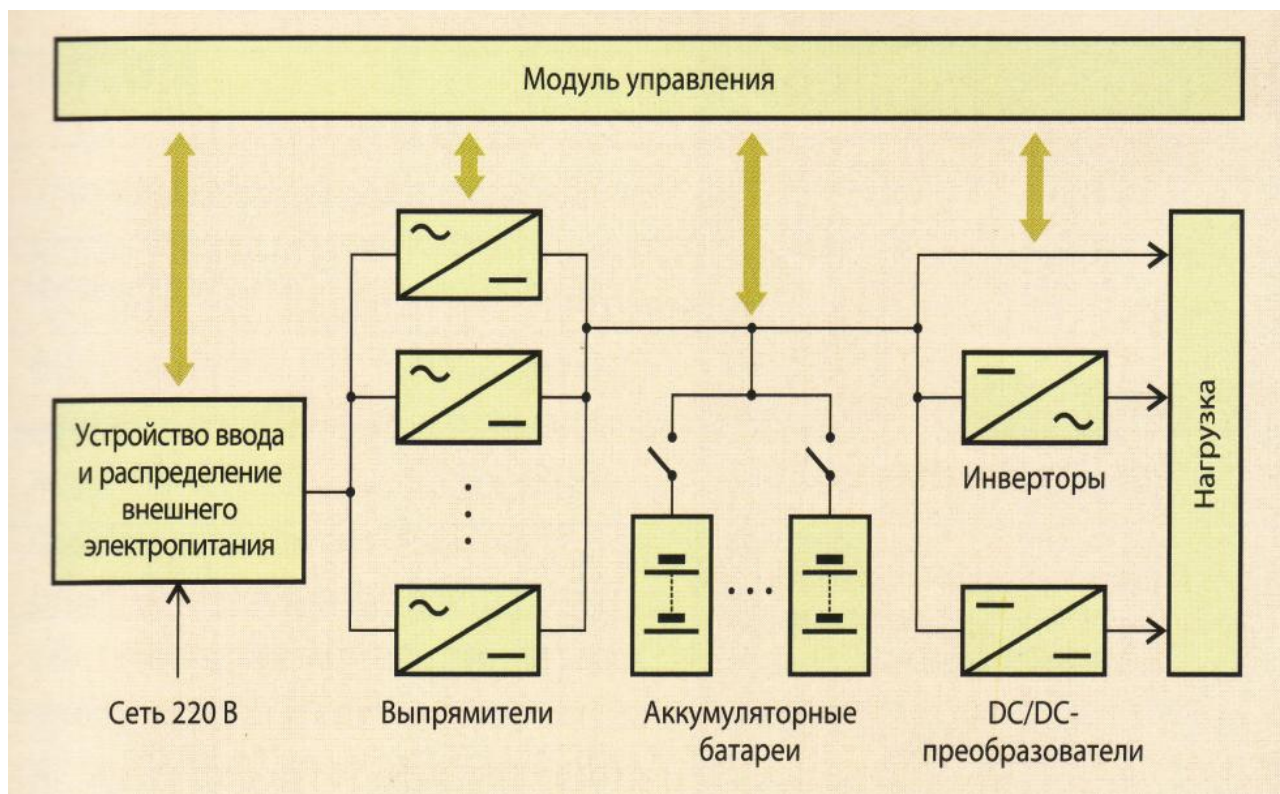 Модуль управления
Устройство ввода
и распределение
внешнего
электропитания
Сеть 220 В
Выпрямители
Аккумуляторные
батареи
Инверторы
DC/DC-
преобразователи
Нагрузка